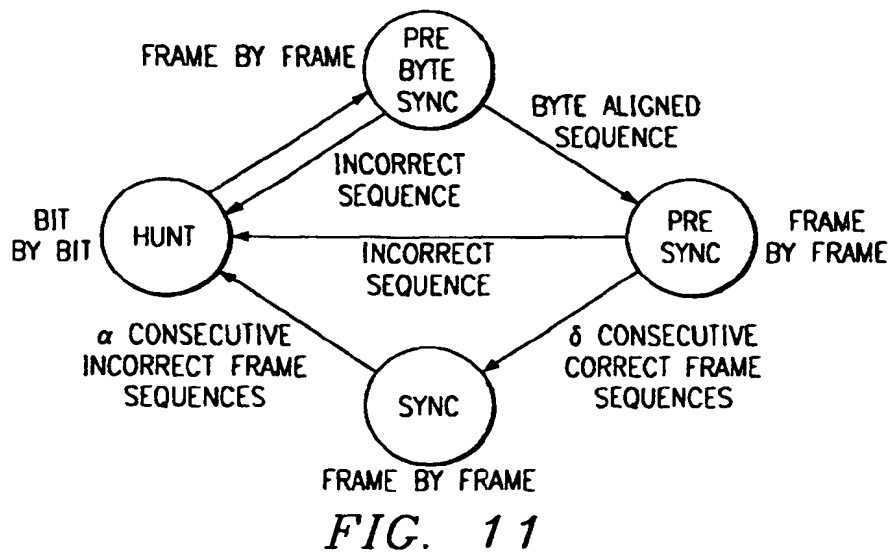 FRAME BY FRAME
PRE
BYTE
SYNC
BYTE ALIGNED
SEQUENCE
INCORRECT
SEQUENCE
BIT
BY BIT
HUNT
INCORRECT
SEQUENCE
PRE
SYNC
FRAME
BY FRAME
α CONSECUTIVE
INCORRECT FRAME
SEQUENCES
δ CONSECUTIVE
CORRECT FRAME
SEQUENCES
SYNC
FRAME BY FRAME
FIG. 11